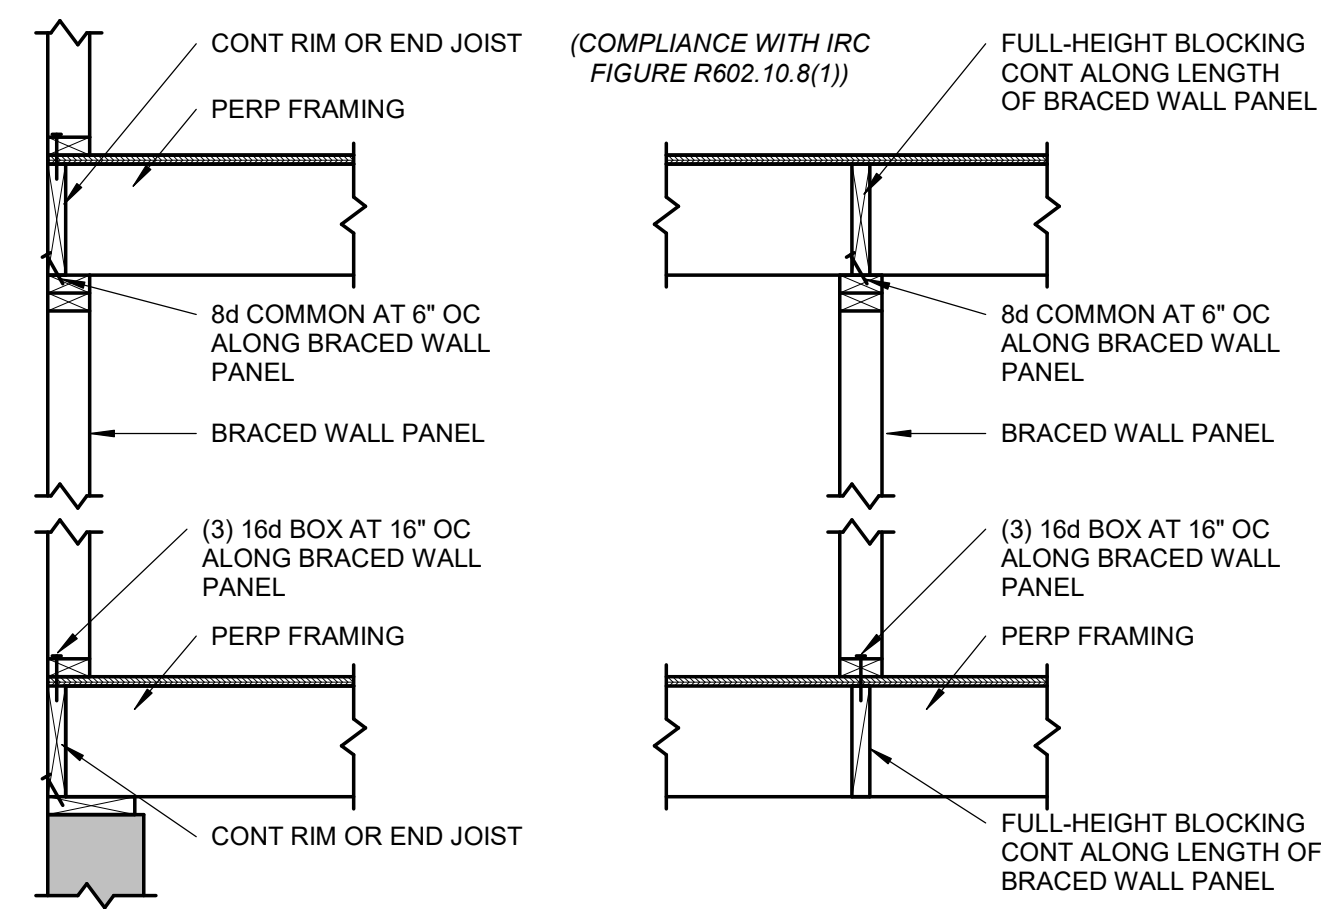 CONT RIM OR END JOIST
PERP FRAMING
8d COMMON AT 6" OC
ALONG BRACED WALL
PANEL
BRACED WALL PANEL
(3) 16d BOX AT 16" OC
ALONG BRACED WALL
PANEL
PERP FRAMING
CONT RIM OR END JOIST
(COMPLIANCE WITH IRC
FIGURE R602.10.8(1))
FULL-HEIGHT BLOCKING
CONT ALONG LENGTH
OF BRACED WALL PANEL
8d COMMON AT 6" OC
ALONG BRACED WALL
PANEL
BRACED WALL PANEL
(3) 16d BOX AT 16" OC
ALONG BRACED WALL
PANEL
PERP FRAMING
FULL-HEIGHT BLOCKING
CONT ALONG LENGTH OF
BRACED WALL PANEL